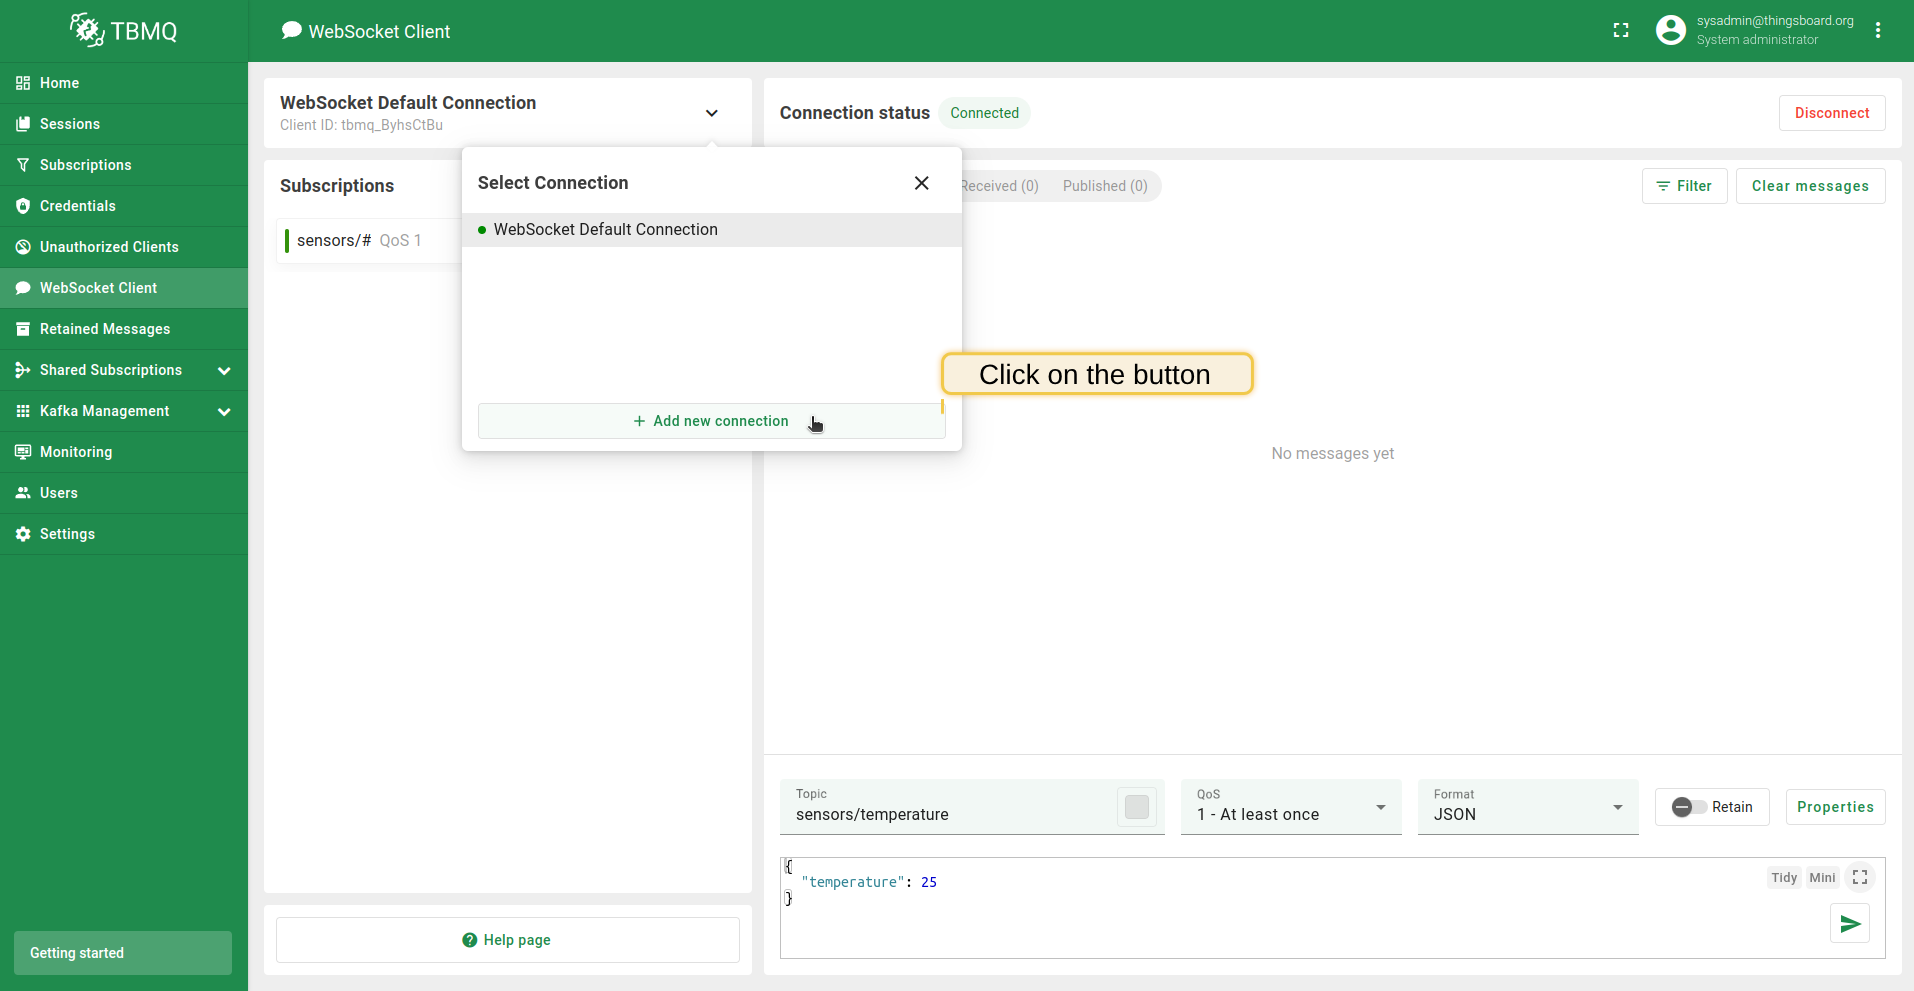 TBMQ
WebSocket Client
sysadmin@thingsboard.org
System administrator
Home
Sessions
Subscriptions
Credentials
Unauthorized Clients
WebSocket Client
Retained Messages
Shared Subscriptions
Kafka Management
Monitoring
Users
Settings
Getting started
WebSocket Default Connection
Client ID: tbmq_ByhsCtBu
Subscriptions
sensors/# QoS 1
Help page
Select Connection
WebSocket Default Connection
+ Add new connection
Click on the button
Connection status Connected
Disconnect
Received (0) Published (0)
Filter
Clear messages
No messages yet
Topic
sensors/temperature
QoS
1 - At least once
Format
JSON
Retain
Properties
{
"temperature": 25
}
Tidy Mini